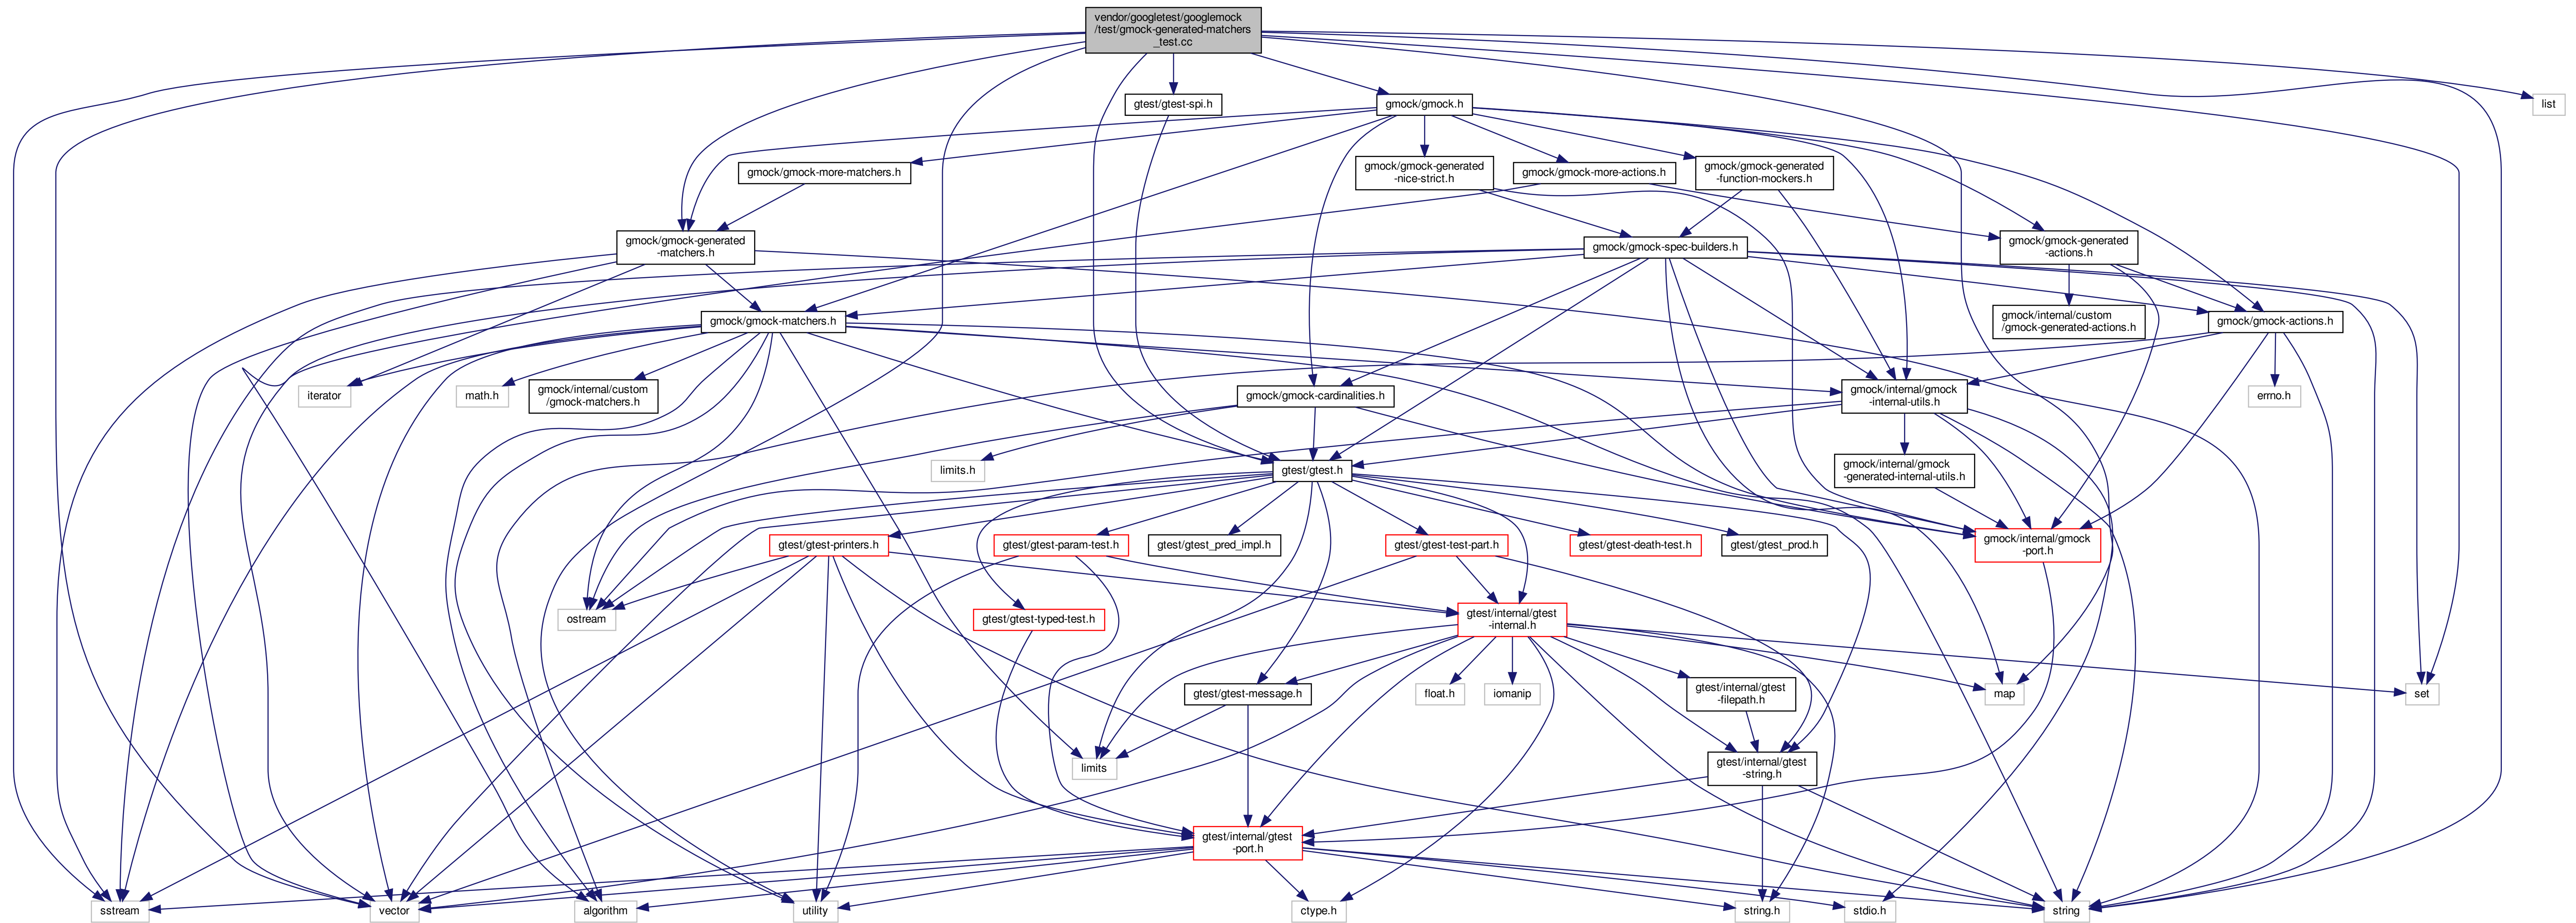 vendor/googletest/googlemock
/test/gmock-generated-matchers
_test.cc
gtest/gtest-spi.h
gmock/gmock.h
list
gmock/gmock-more-matchers.h
gmock/gmock-generated
-nice-strict.h
gmock/gmock-more-actions.h
gmock/gmock-generated
-function-mockers.h
gmock/gmock-generated
-matchers.h
gmock/gmock-spec-builders.h
gmock/gmock-generated
-actions.h
gmock/gmock-matchers.h
gmock/internal/custom
/gmock-generated-actions.h
gmock/gmock-actions.h
iterator
math.h
gmock/internal/custom
/gmock-matchers.h
gmock/gmock-cardinalities.h
gmock/internal/gmock
-internal-utils.h
errno.h
limits.h
gtest/gtest.h
gmock/internal/gmock
-generated-internal-utils.h
gtest/gtest-printers.h
gtest/gtest-param-test.h
gtest/gtest_pred_impl.h
gtest/gtest-test-part.h
gtest/gtest-death-test.h
gtest/gtest_prod.h
gmock/internal/gmock
-port.h
ostream
gtest/gtest-typed-test.h
gtest/internal/gtest
-internal.h
gtest/gtest-message.h
float.h
iomanip
gtest/internal/gtest
-filepath.h
map
set
limits
gtest/internal/gtest
-string.h
gtest/internal/gtest
-port.h
sstream
vector
algorithm
utility
ctype.h
string.h
stdio.h
string